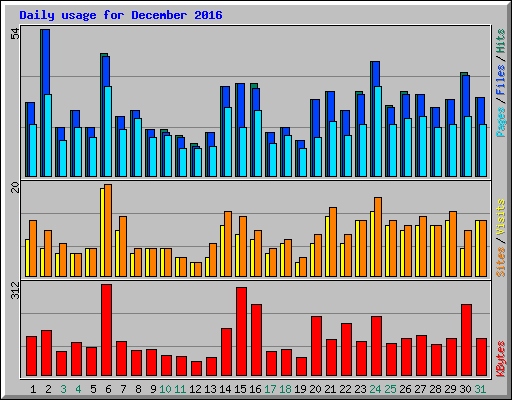 Daily usage for December 2016
54
Pages / Files / Hits
20
Sites / Visits
312
KBytes
1 2 3 4 5 6 7 8 9 10 11 12 13 14 15 16 17 18 19 20 21 22 23 24 25 26 27 28 29 30 31